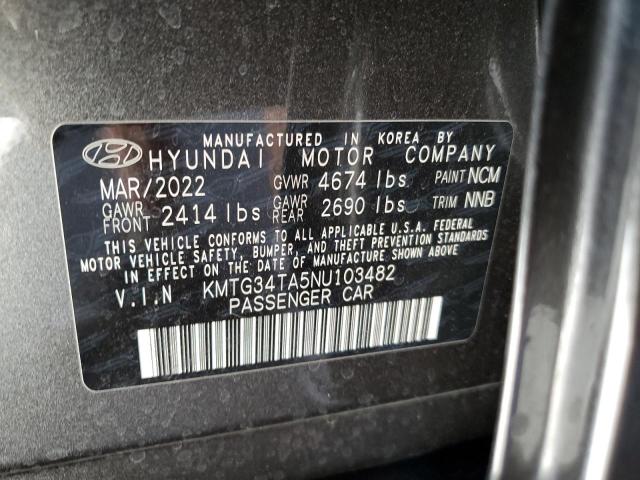 MANUFACTURED IN KOREA BY
HYUNDAI MOTOR COMPANY
MAR/2022 GVWR 4674 lbs PAINT NCM
GAWR FRONT 2414 lbs GAWR REAR 2690 lbs TRIM NNB
THIS VEHICLE CONFORMS TO ALL APPLICABLE U.S.A. FEDERAL
MOTOR VEHICLE SAFETY, BUMPER, AND THEFT PREVENTION STANDARDS
IN EFFECT ON THE DATE OF MANUFACTURE SHOWN ABOVE
V.I.N KMTG34TA5NU103482
PASSENGER CAR